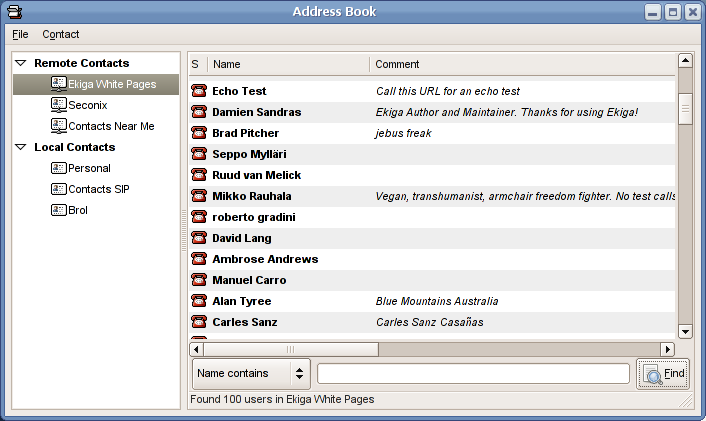 Address Book
File Contact
Remote Contacts
Ekiga White Pages
Seconix
Contacts Near Me
Local Contacts
Personal
Contacts SIP
Brol
S Name Comment
Echo Test Call this URL for an echo test
Damien Sandras Ekiga Author and Maintainer. Thanks for using Ekiga!
Brad Pitcher jebus freak
Seppo Mylläri
Ruud van Melick
Mikko Rauhala Vegan, transhumanist, armchair freedom fighter. No test calls
roberto gradini
David Lang
Ambrose Andrews
Manuel Carro
Alan Tyree Blue Mountains Australia
Carles Sanz Carles Sanz Casañas
Name contains Find
Found 100 users in Ekiga White Pages